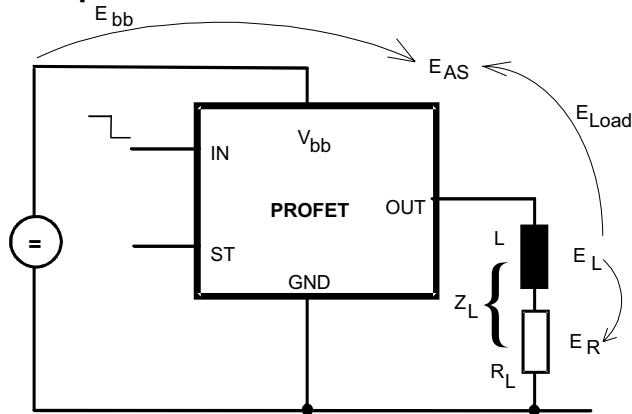 E bb
E AS
E Load
V bb
IN
PROFET
OUT
ST
GND
=
L
E L
Z L {
E R
R L